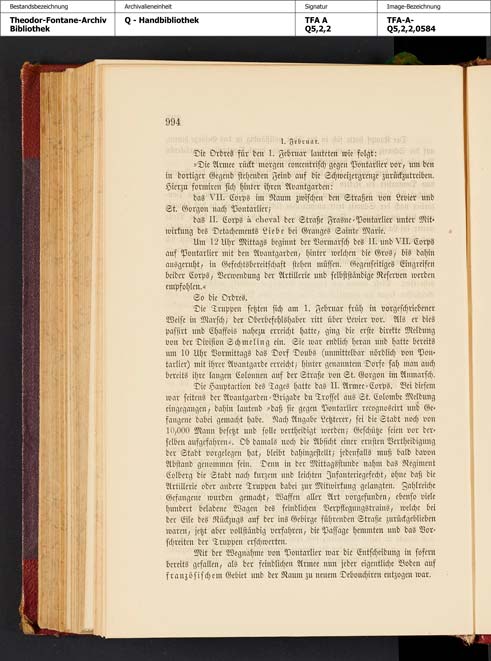 Bestandsbezeichnung
Theodor-Fontane-Archiv
Bibliothek
Archivalieneinheit
Q - Handbibliothek
Signatur
TFA A
Q5,2,2
Image-Bezeichnung
TFA-A-
Q5,2,2,0584
994
1. Februar.
Die Ordres für den 1. Februar lauteten wie folgt:
»Die Armee rückt morgen concentrisch gegen Pontarlier vor, um den
in dortiger Gegend stehenden Feind auf die Schweizergrenze zurückzutreiben.
Hierzu formiren sich hinter ihren Avantgarden:
das VII. Corps im Raum zwischen den Straßen von Levier und
St. Gorgon nach Pontarlier;
das II. Corps à cheval der Straße Frasne-Pontarlier unter Mit-
wirkung des Detachements Liebe bei Granges Sainte Marie.
Um 12 Uhr Mittags beginnt der Vormarsch des II. und VII. Corps
auf Pontarlier mit den Avantgarden, hinter welchen die Gros, bis dahin
ausgeruht, in Gefechtsbereitschaft stehen müssen. Gegenseitiges Eingreifen
beider Corps, Verwendung der Artillerie und selbstständige Reserven werden
empfohlen.«
So die Ordres.
Die Truppen setzten sich am 1. Februar früh in vorgeschriebener
Weise in Marsch; der Oberbefehlshaber ritt über Levier vor. Als er dies
passirt und Chaffois nahezu erreicht hatte, ging die erste direkte Meldung
von der Division Schmeling ein. Sie war endlich heran und hatte bereits
um 10 Uhr Vormittags das Dorf Doubs (unmittelbar nördlich von Pon-
tarlier) mit ihrer Avantgarde erreicht; hinter genanntem Dorfe sah man auch
bereits ihre langen Colonnen auf der Straße von St. Gorgon im Anmarsch.
Die Hauptaction des Tages hatte das II. Armee-Corps. Bei diesem
war seitens der Avantgarden-Brigade du Trossel aus St. Colombe Meldung
eingegangen, dahin lautend »daß sie gegen Pontarlier recognoscirt und Ge-
fangene dabei gemacht habe. Nach Angabe Letzterer, sei die Stadt noch von
10,000 Mann besetzt und solle vertheidigt werden; Geschütze seien vor der-
selben aufgefahren«. Ob damals noch die Absicht einer ernsten Vertheidigung
der Stadt vorgelegen hat, bleibt dahingestellt; jedenfalls muß bald davon
Abstand genommen sein. Denn in der Mittagsstunde nahm das Regiment
Colberg die Stadt nach kurzem und leichten Infanteriegefecht, ohne daß die
Artillerie oder andere Truppen dabei zur Mitwirkung gelangten. Zahlreiche
Gefangene wurden gemacht, Waffen aller Art vorgefunden, ebenso viele
hundert beladene Wagen des feindlichen Verpflegungstrains, welche bei
der Eile des Rückzugs auf der ins Gebirge führenden Straße zurückgeblieben
waren, jetzt aber vollständig verfahren, die Passage hemmten und das Vor-
schreiten der Truppen erschwerten.
Mit der Wegnahme von Pontarlier war die Entscheidung in sofern
bereits gefallen, als der feindlichen Armee nun jeder eigentliche Boden auf
französischem Gebiet und der Raum zu neuem Debouchiren entzogen war.